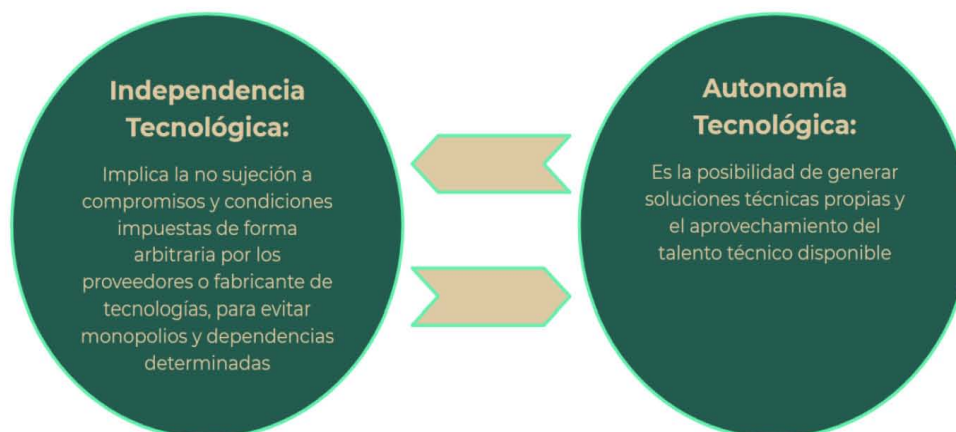 Independencia
Tecnológica:
Implica la no sujeción a
compromisos y condiciones
impuestas de forma
arbitraria por los
proveedores o fabricante de
tecnologías, para evitar
monopolios y dependencias
determinadas
Autonomía
Tecnológica:
Es la posibilidad de generar
soluciones técnicas propias y
el aprovechamiento del
talento técnico disponible